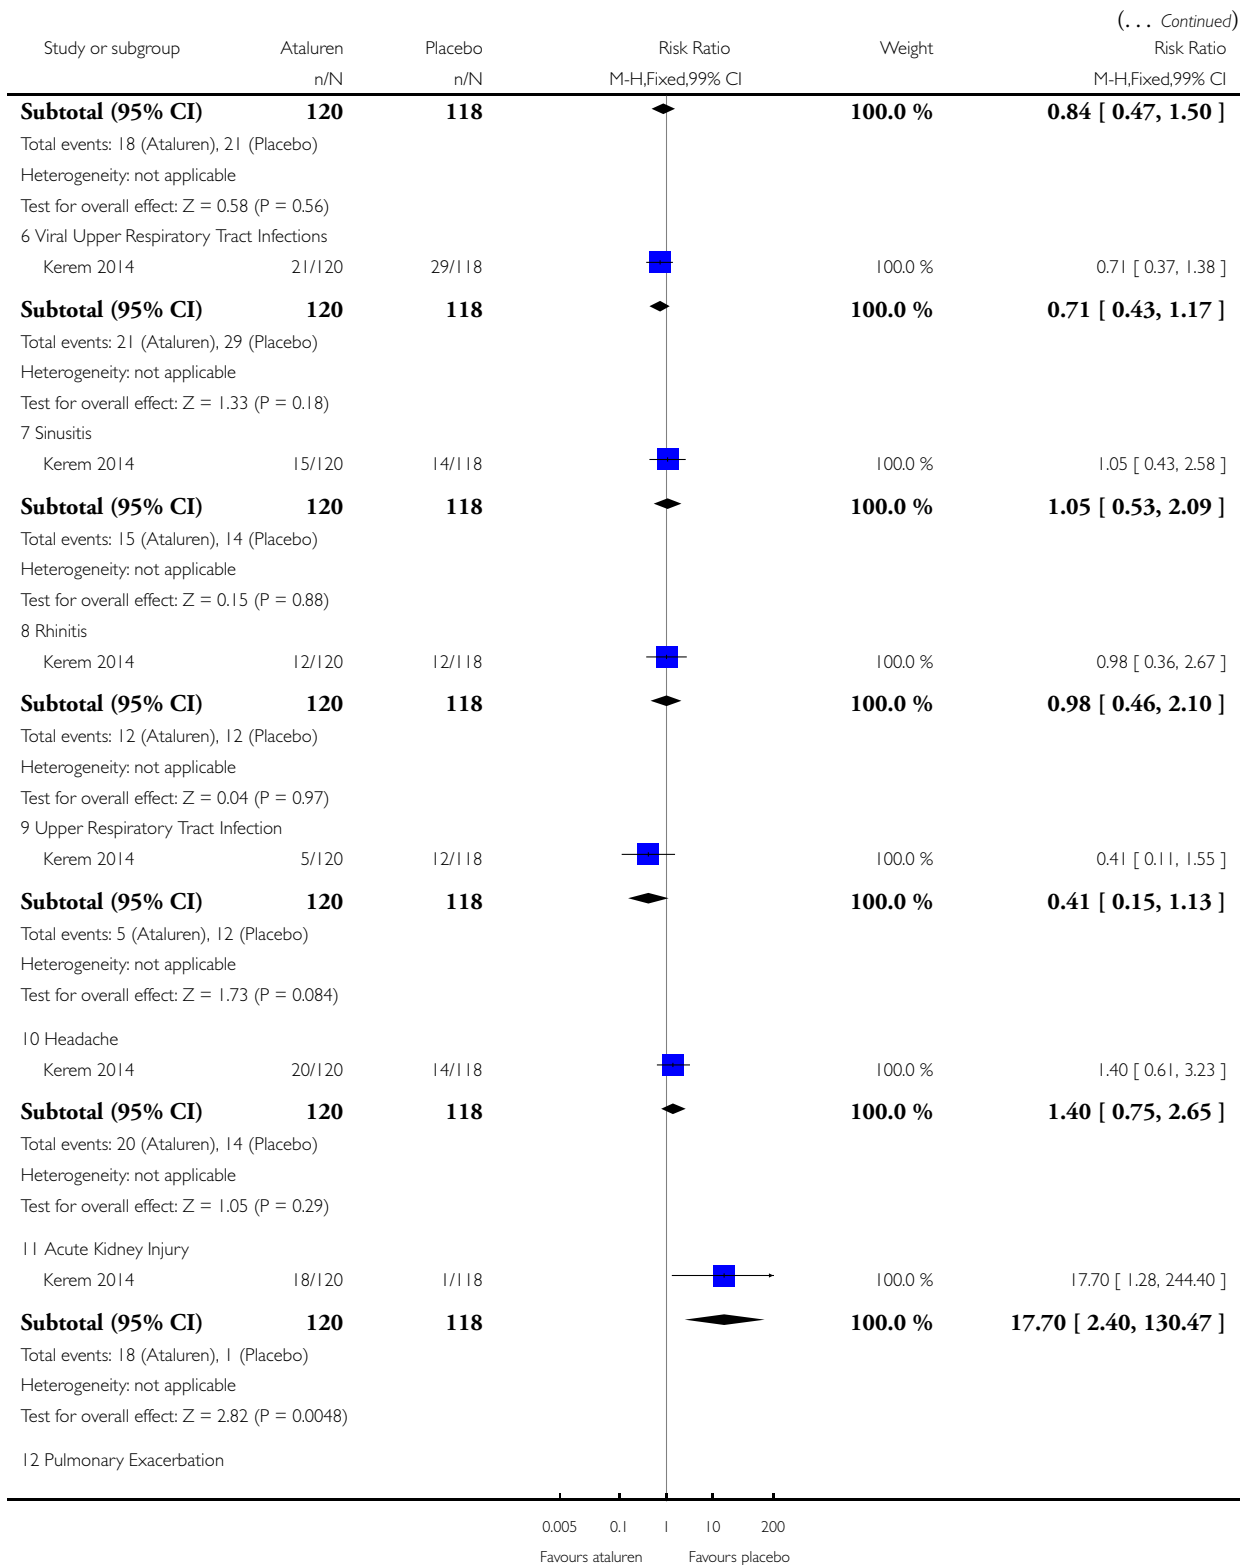 (... Continued)
Study or subgroup Ataluren Placebo Risk Ratio Weight Risk Ratio
n/N n/N M-H,Fixed,99% CI M-H,Fixed,99% CI
Subtotal (95% CI) 120 118 100.0 % 0.84 [ 0.47, 1.50 ]
Total events: 18 (Ataluren), 21 (Placebo)
Heterogeneity: not applicable
Test for overall effect: Z = 0.58 (P = 0.56)
6 Viral Upper Respiratory Tract Infections
Kerem 2014 21/120 29/118 100.0 % 0.71 [ 0.37, 1.38 ]
Subtotal (95% CI) 120 118 100.0 % 0.71 [ 0.43, 1.17 ]
Total events: 21 (Ataluren), 29 (Placebo)
Heterogeneity: not applicable
Test for overall effect: Z = 1.33 (P = 0.18)
7 Sinusitis
Kerem 2014 15/120 14/118 100.0 % 1.05 [ 0.43, 2.58 ]
Subtotal (95% CI) 120 118 100.0 % 1.05 [ 0.53, 2.09 ]
Total events: 15 (Ataluren), 14 (Placebo)
Heterogeneity: not applicable
Test for overall effect: Z = 0.15 (P = 0.88)
8 Rhinitis
Kerem 2014 12/120 12/118 100.0 % 0.98 [ 0.36, 2.67 ]
Subtotal (95% CI) 120 118 100.0 % 0.98 [ 0.46, 2.10 ]
Total events: 12 (Ataluren), 12 (Placebo)
Heterogeneity: not applicable
Test for overall effect: Z = 0.04 (P = 0.97)
9 Upper Respiratory Tract Infection
Kerem 2014 5/120 12/118 100.0 % 0.41 [ 0.11, 1.55 ]
Subtotal (95% CI) 120 118 100.0 % 0.41 [ 0.15, 1.13 ]
Total events: 5 (Ataluren), 12 (Placebo)
Heterogeneity: not applicable
Test for overall effect: Z = 1.73 (P = 0.084)
10 Headache
Kerem 2014 20/120 14/118 100.0 % 1.40 [ 0.61, 3.23 ]
Subtotal (95% CI) 120 118 100.0 % 1.40 [ 0.75, 2.65 ]
Total events: 20 (Ataluren), 14 (Placebo)
Heterogeneity: not applicable
Test for overall effect: Z = 1.05 (P = 0.29)
11 Acute Kidney Injury
Kerem 2014 18/120 1/118 100.0 % 17.70 [ 1.28, 244.40 ]
Subtotal (95% CI) 120 118 100.0 % 17.70 [ 2.40, 130.47 ]
Total events: 18 (Ataluren), 1 (Placebo)
Heterogeneity: not applicable
Test for overall effect: Z = 2.82 (P = 0.0048)
12 Pulmonary Exacerbation
0.005 0.1 1 10 200
Favours ataluren Favours placebo